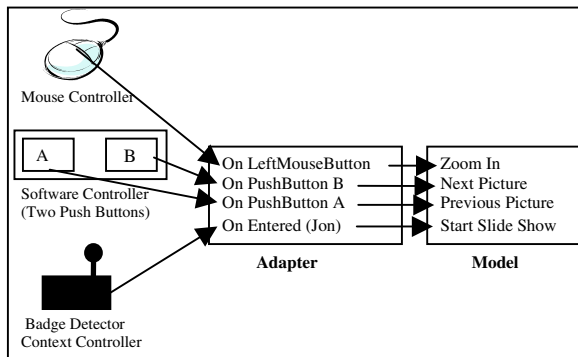 Mouse Controller
A
B
Software Controller
(Two Push Buttons)
Badge Detector
Context Controller
On LeftMouseButton
On PushButton B
On PushButton A
On Entered (Jon)
Adapter
Zoom In
Next Picture
Previous Picture
Start Slide Show
Model